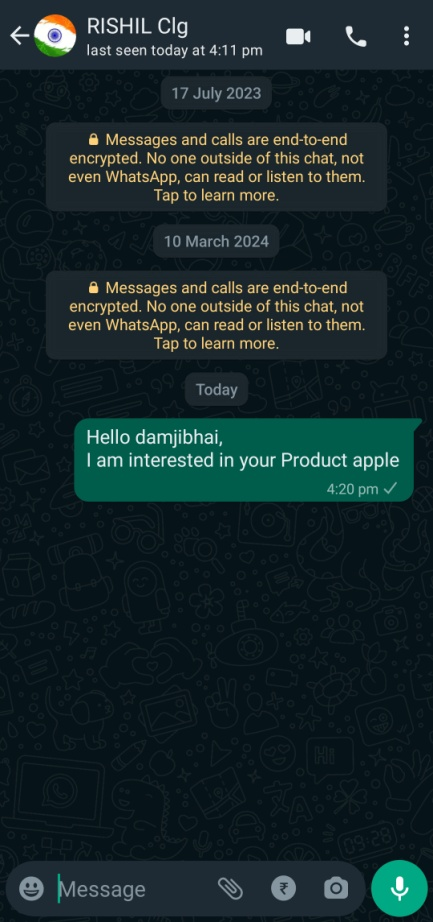 RISHIL Clg
last seen today at 4:11 pm
17 July 2023
Messages and calls are end-to-end
encrypted. No one outside of this chat, not
even WhatsApp, can read or listen to them.
Tap to learn more.
10 March 2024
Messages and calls are end-to-end
encrypted. No one outside of this chat, not
even WhatsApp, can read or listen to them.
Tap to learn more.
Today
Hello damjibhai,
I am interested in your Product apple
4:20 pm
Message